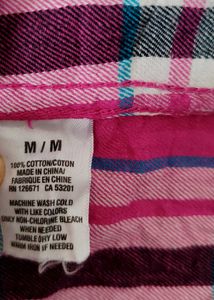 M / M
100% COTTON/COTON
MADE IN CHINA/
FABRIQUE EN CHINE
RN 126671 CA 53201
MACHINE WASH COLD
WITH LIKE COLORS
ONLY NON-CHLORINE BLEACH
WHEN NEEDED
TUMBLE DRY LOW
WARM IRON IF NEEDED